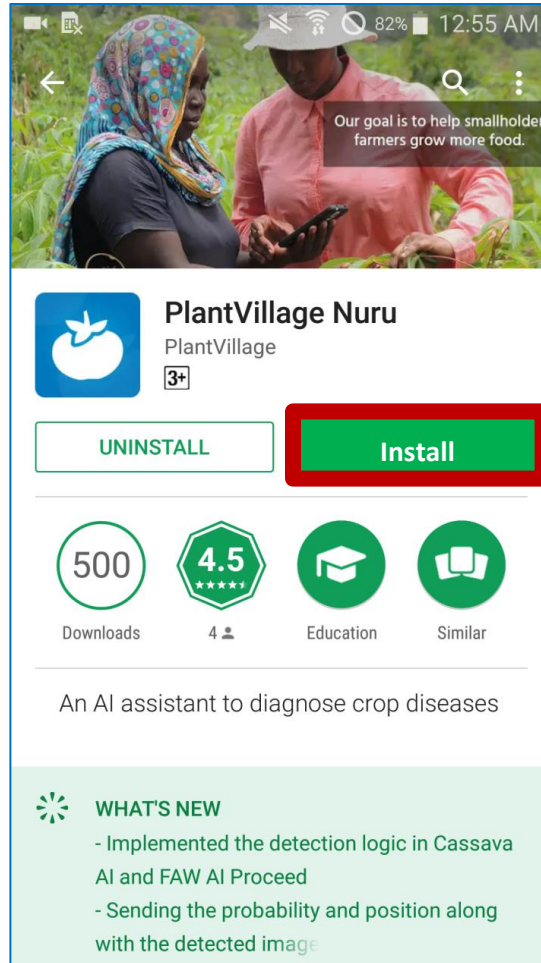 82% 12:55 AM
Our goal is to help smallholder
farmers grow more food.
PlantVillage Nuru
PlantVillage
3+
UNINSTALL
Install
500
4.5
Downloads
4
Education
Similar
An AI assistant to diagnose crop diseases
WHAT'S NEW
- Implemented the detection logic in Cassava
AI and FAW AI Proceed
- Sending the probability and position along
with the detected image